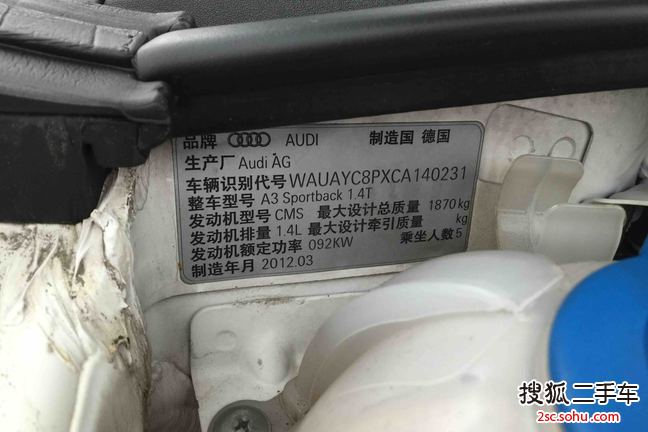 品牌 AUDI 制造国 德国
生产厂 Audi AG
车辆识别代号 WAUAYC8PXCA140231
整车型号 A3 Sportback 1.4T
发动机型号 CMS 最大设计总质量 1870 kg
发动机排量 1.4L 最大设计牵引质量 kg
发动机额定功率 092KW 乘坐人数 5
制造年月 2012.03
搜狐二手车
2sc.sohu.com